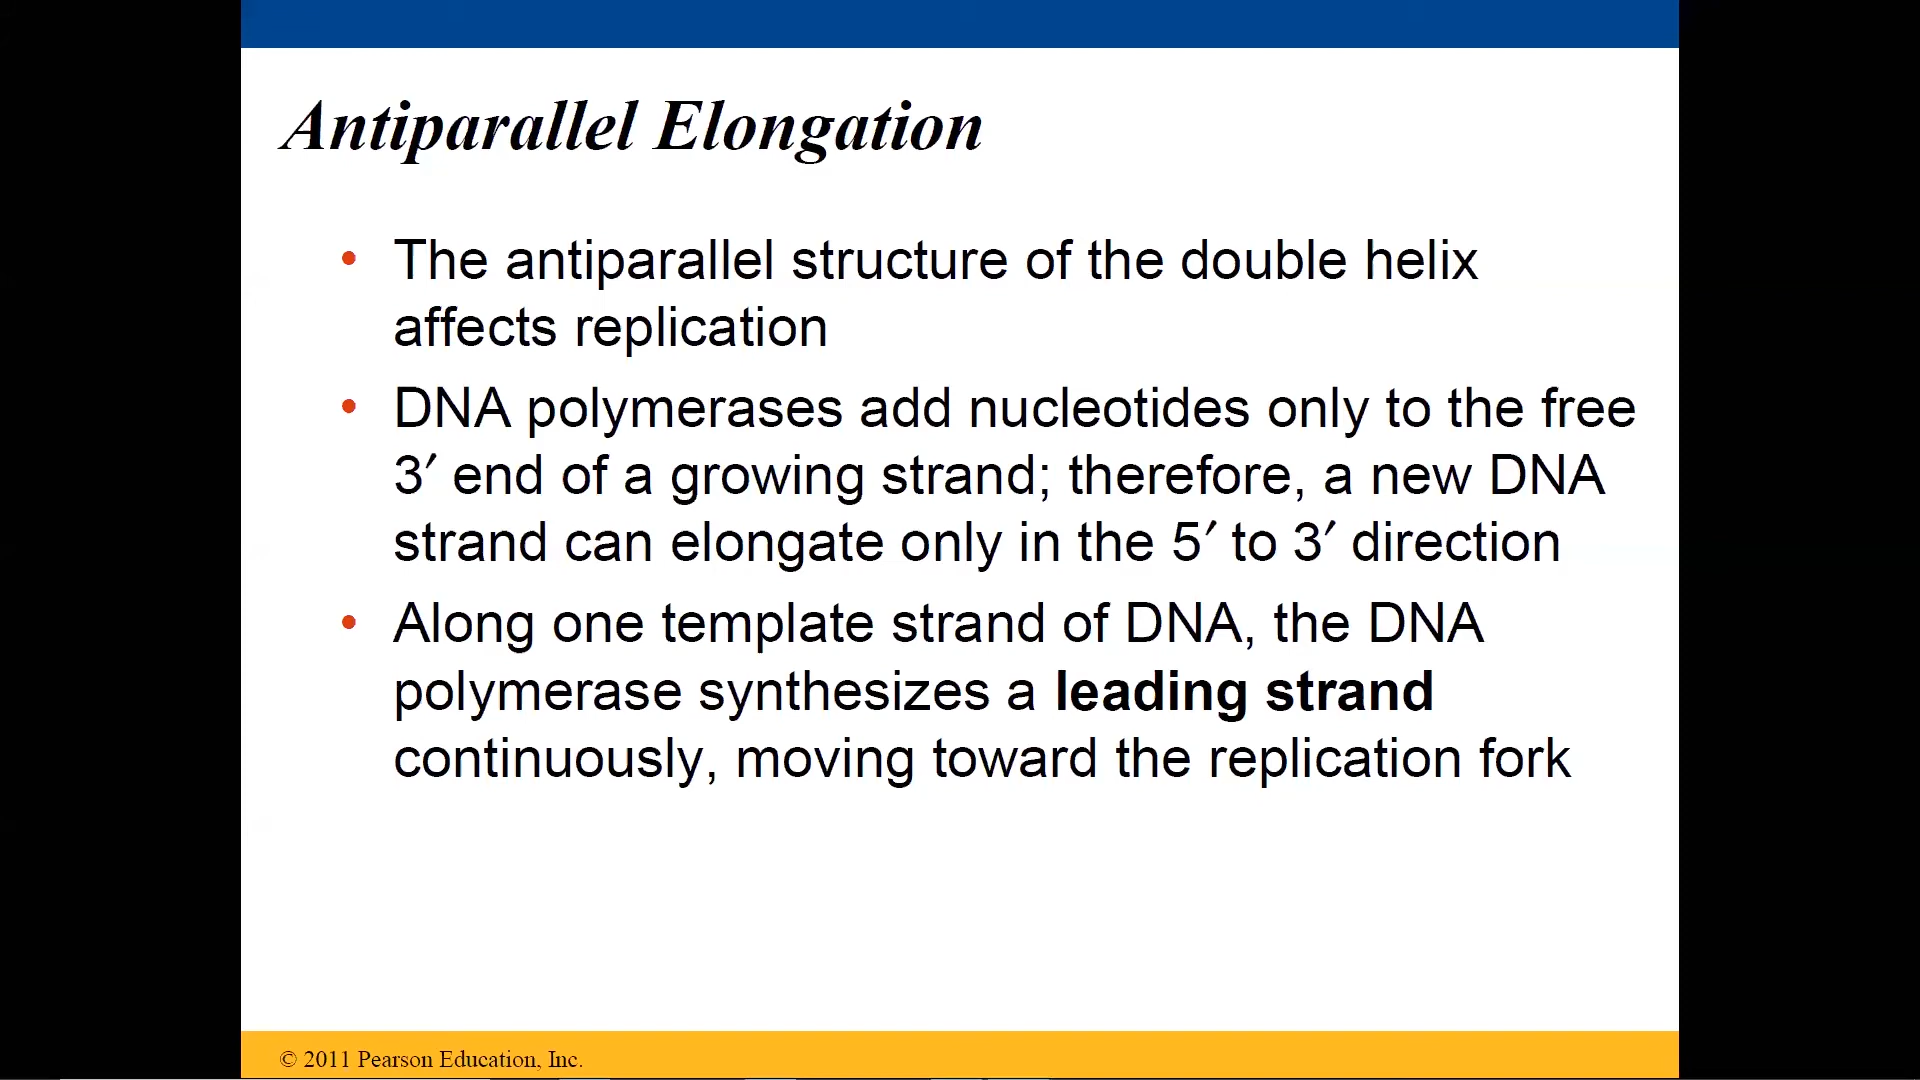 Antiparallel Elongation
• The antiparallel structure of the double helix
affects replication
• DNA polymerases add nucleotides only to the free
3′ end of a growing strand; therefore, a new DNA
strand can elongate only in the 5′ to 3′ direction
• Along one template strand of DNA, the DNA
polymerase synthesizes a leading strand
continuously, moving toward the replication fork
© 2011 Pearson Education, Inc.